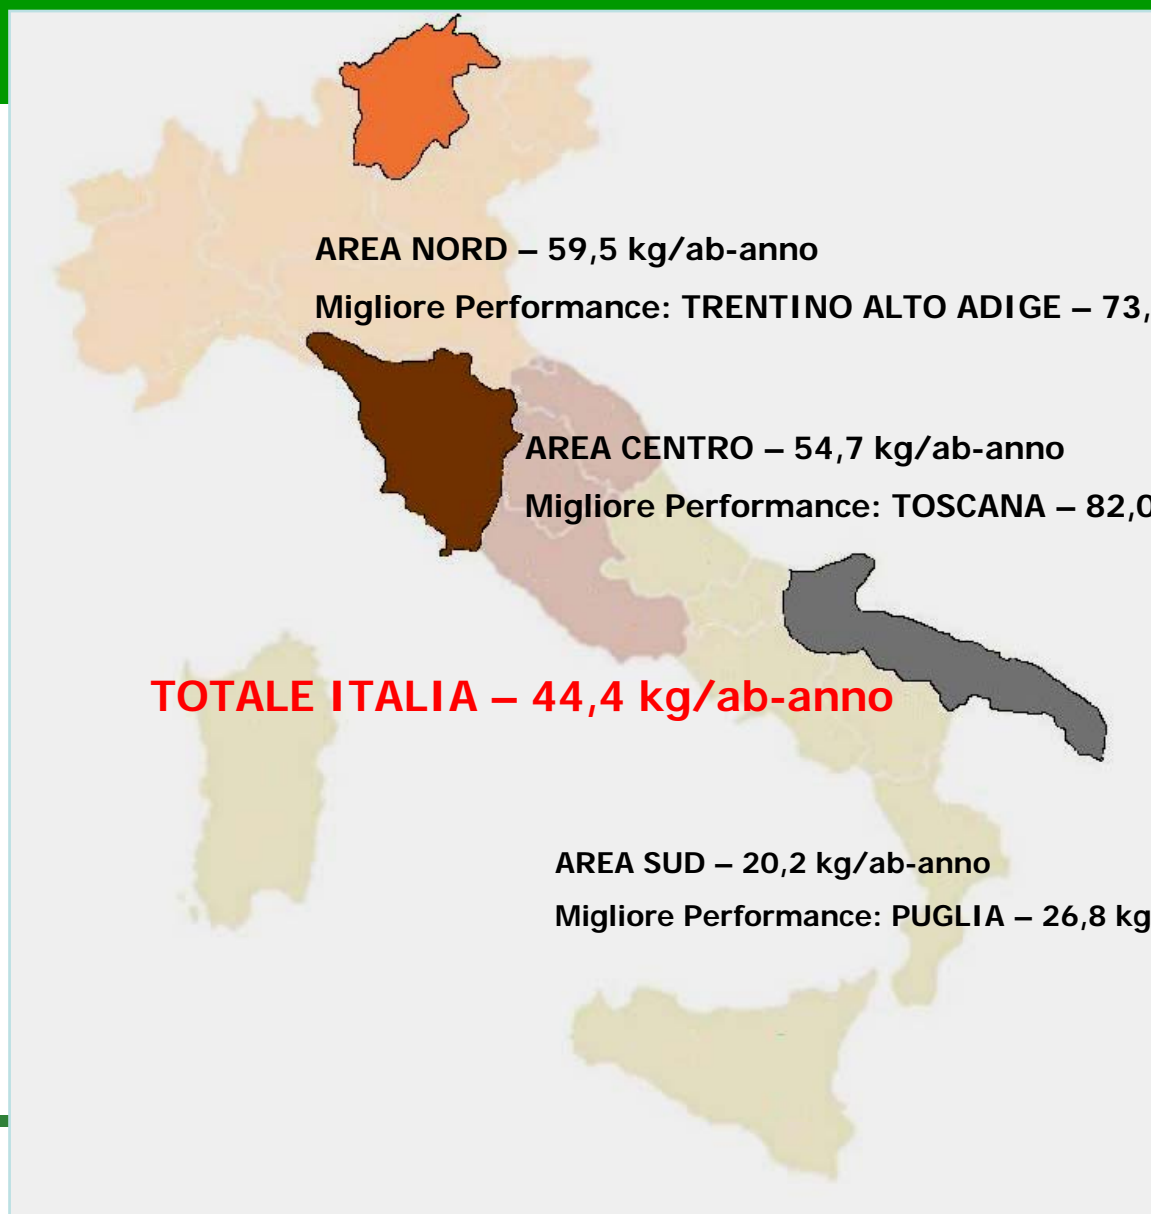 AREA NORD – 59,5 kg/ab-anno
Migliore Performance: TRENTINO ALTO ADIGE – 73,
AREA CENTRO – 54,7 kg/ab-anno
Migliore Performance: TOSCANA – 82,0
TOTALE ITALIA – 44,4 kg/ab-anno
AREA SUD – 20,2 kg/ab-anno
Migliore Performance: PUGLIA – 26,8 kg